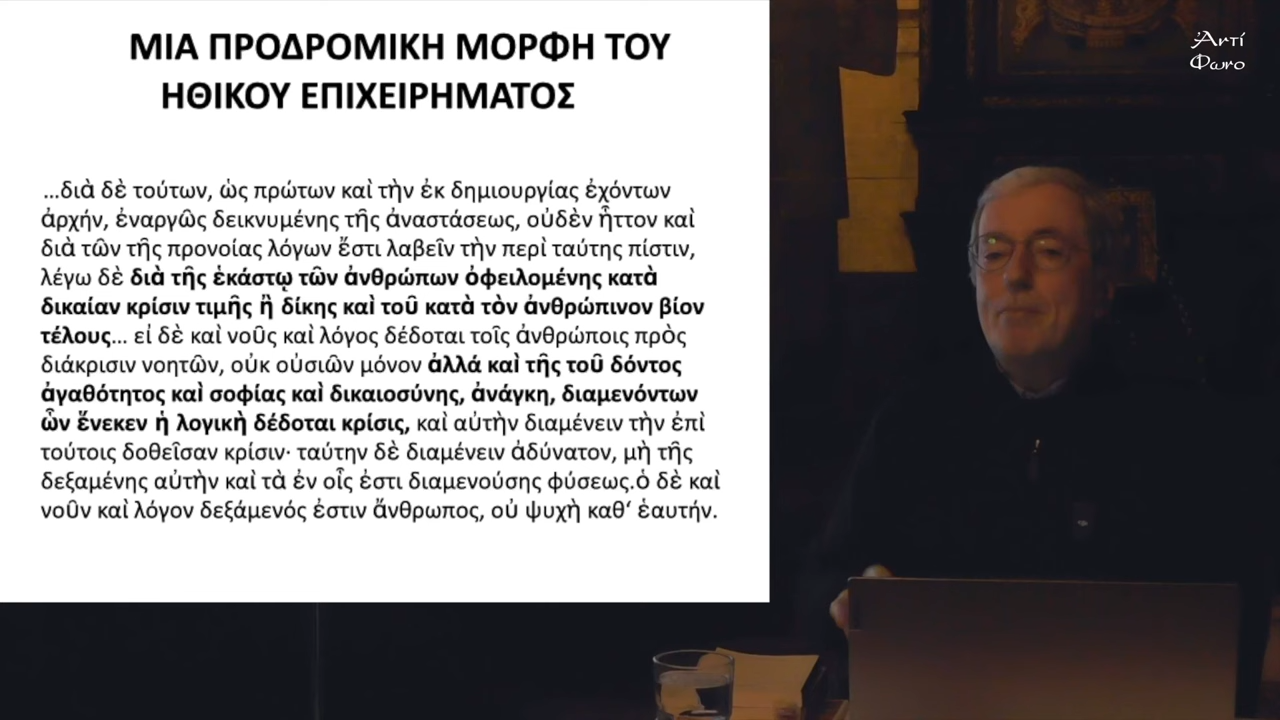 ΜΙΑ ΠΡΟΔΡΟΜΙΚΗ ΜΟΡΦΗ ΤΟΥ
ΗΘΙΚΟΥ ΕΠΙΧΕΙΡΗΜΑΤΟΣ
…διὰ δὲ τούτων, ὡς πρώτων καὶ τὴν ἐκ δημιουργίας ἐχόντων
ἀρχήν, ἐναργῶς δεικνυμένης τῆς ἀναστάσεως, οὐδὲν ἧττον καὶ
διὰ τῶν τῆς προνοίας λόγων ἔστι λαβεῖν τὴν περὶ ταύτης πίστιν,
λέγω δὲ διὰ τῆς ἑκάστῳ τῶν ἀνθρώπων ὀφειλομένης κατὰ
δικαίαν κρίσιν τιμῆς ἢ δίκης καὶ τοῦ κατὰ τὸν ἀνθρώπινον βίον
τέλους… εἰ δὲ καὶ νοῦς καὶ λόγος δέδοται τοῖς ἀνθρώποις πρὸς
διάκρισιν νοητῶν, οὐκ οὐσιῶν μόνον ἀλλά καὶ τῆς τοῦ δόντος
ἀγαθότητος καὶ σοφίας καὶ δικαιοσύνης, ἀνάγκη, διαμενόντων
ὧν ἕνεκεν ἡ λογικὴ δέδοται κρίσις, καὶ αὐτὴν διαμένειν τὴν ἐπὶ
τούτοις δοθεῖσαν κρίσιν· ταύτην δὲ διαμένειν ἀδύνατον, μὴ τῆς
δεξαμένης αὐτὴν καὶ τὰ ἐν οἷς ἐστι διαμενούσης φύσεως.ὁ δὲ καὶ
νοῦν καὶ λόγον δεξάμενός ἐστιν ἄνθρωπος, οὐ ψυχὴ καθ‘ ἑαυτήν.
Ἀντί
Φωνο